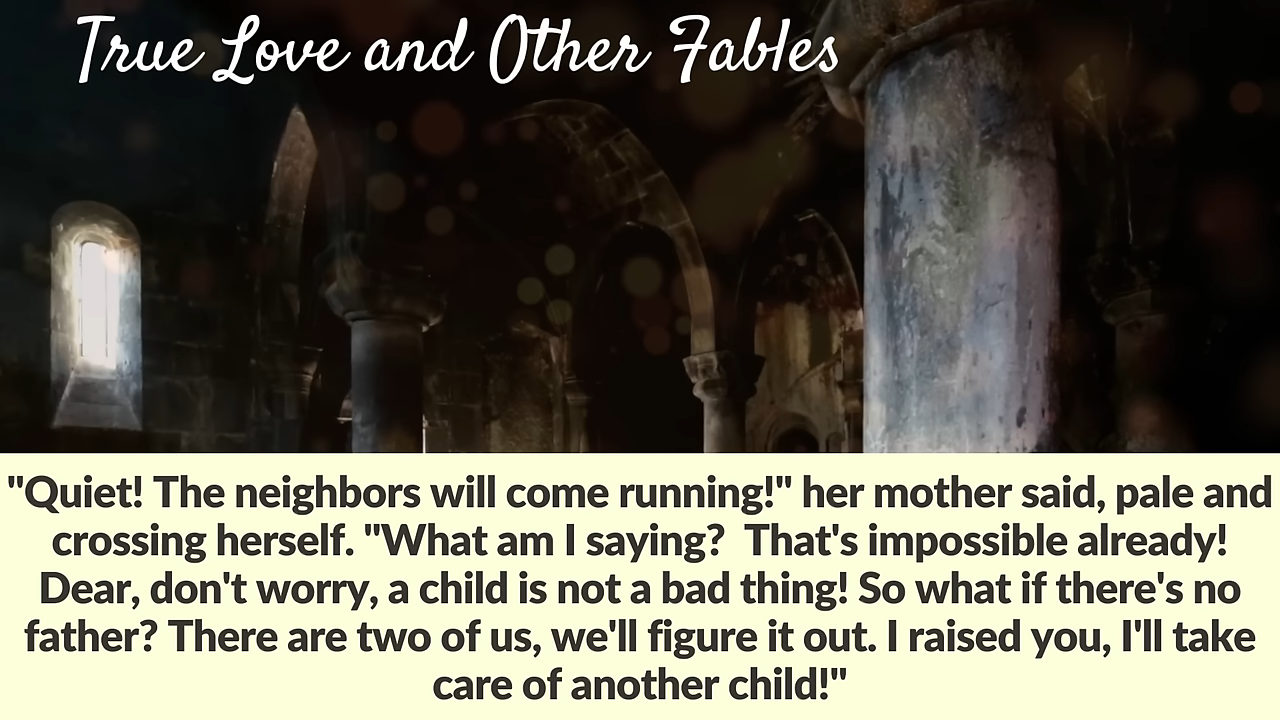 True Love and Other Fables
"Quiet! The neighbors will come running!" her mother said, pale and
crossing herself. "What am I saying?  That's impossible already!
Dear, don't worry, a child is not a bad thing! So what if there's no
father? There are two of us, we'll figure it out. I raised you, I'll take
care of another child!"